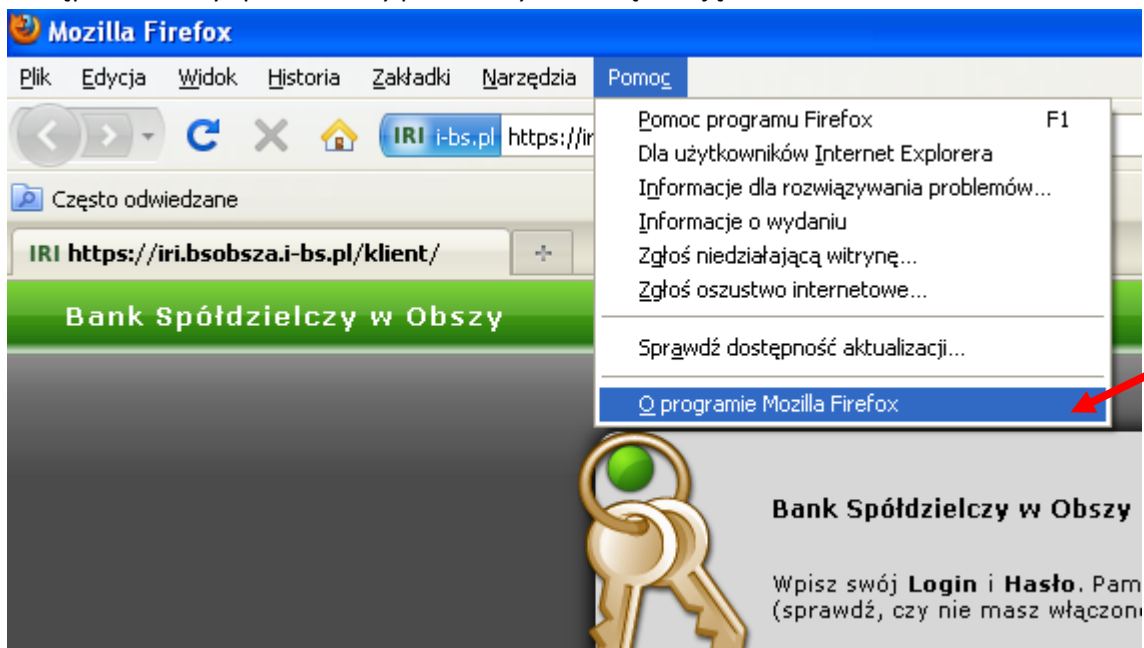 Mozilla Firefox
Plik Edycja Widok Historia Zakładki Narzędzia Pomoc
IRI i-bs.pl https://ir
Pomoc programu Firefox F1
Dla użytkowników Internet Explorera
Informacje dla rozwiązywania problemów...
Informacje o wydaniu
Zgłoś niedziałającą witrynę...
Zgłoś oszustwo internetowe...
Sprawdź dostępność aktualizacji...
O programie Mozilla Firefox
Często odwiedzane
IRI https://iri.bsobsza.i-bs.pl/klient/
Bank Spółdzielczy w Obszy
Bank Spółdzielczy w Obszy
Wpisz swój Login i Hasło. Pam
(sprawdź, czy nie masz włączon